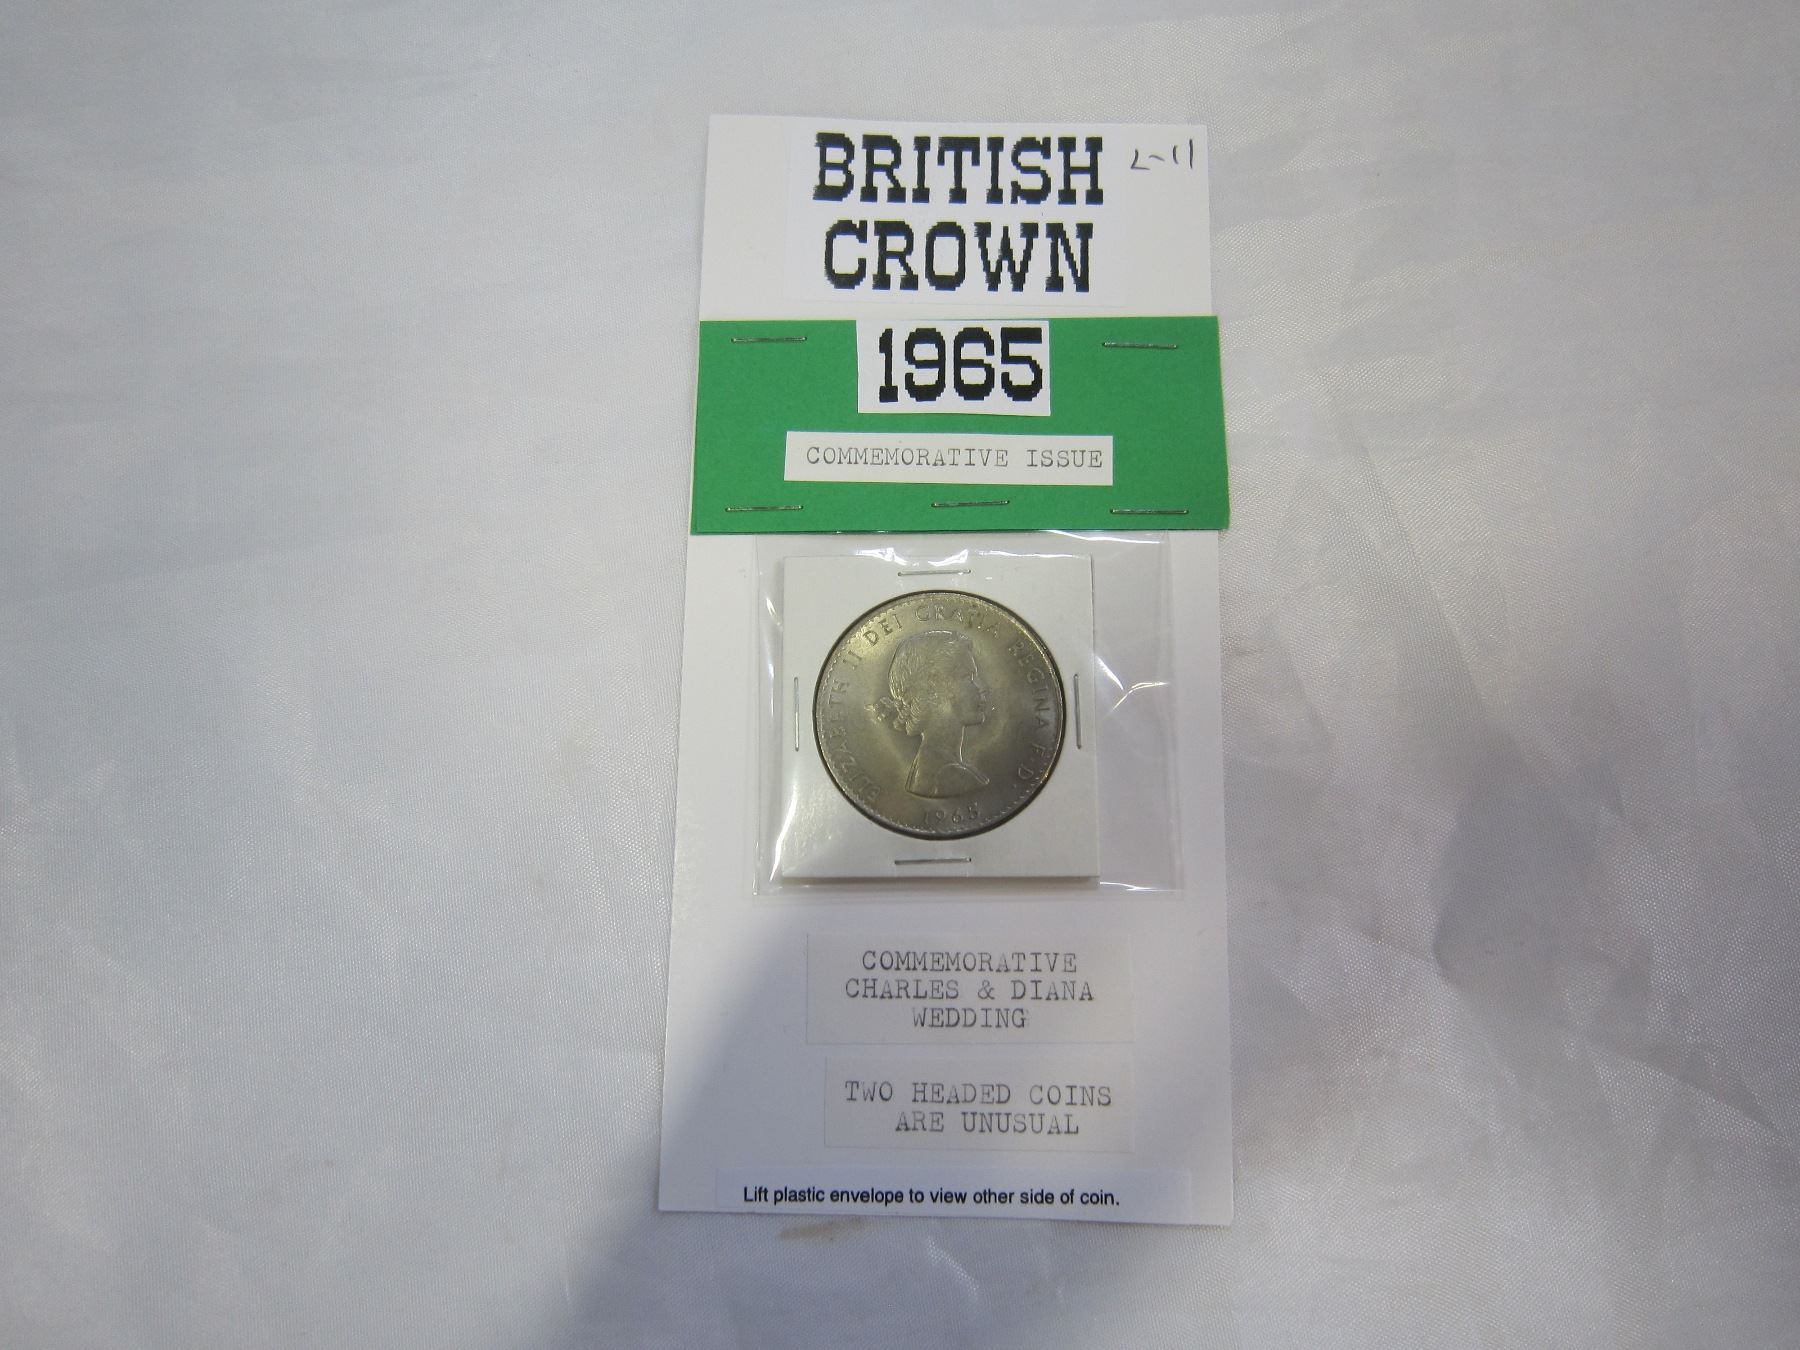 BRITISH
CROWN
L-11
1965
COMMEMORATIVE ISSUE
ELIZABETH II DEI GRATIA REGINA F·D·
1965
COMMEMORATIVE
CHARLES & DIANA
WEDDING
TWO HEADED COINS
ARE UNUSUAL
Lift plastic envelope to view other side of coin.